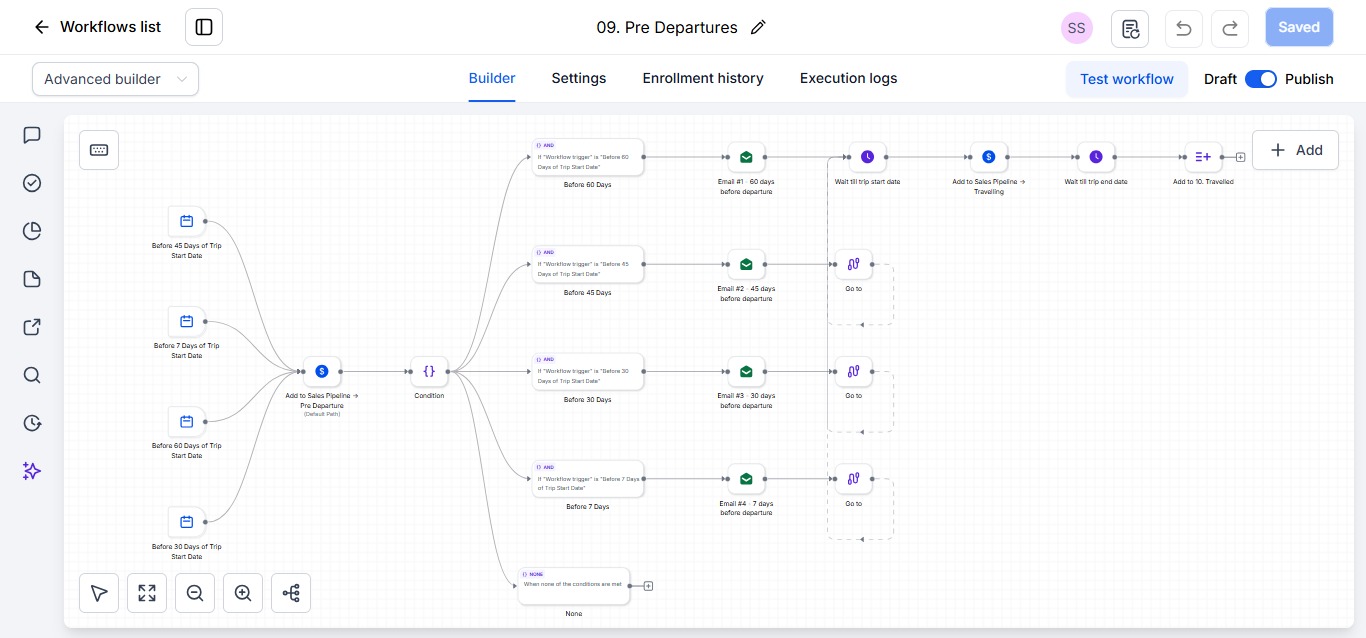 Workflows list
09. Pre Departures
SS
Saved
Advanced builder
Builder
Settings
Enrollment history
Execution logs
Test workflow
Draft
Publish
Add
Before 45 Days of Trip
Start Date
Before 7 Days of Trip
Start Date
Before 60 Days of Trip
Start Date
Before 30 Days of Trip
Start Date
Add to Sales Pipeline →
Pre Departure
(Default Path)
Condition
AND
If "Workflow trigger" is "Before 60
Days of Trip Start Date"
Before 60 Days
Email #1 - 60 days
before departure
Wait till trip start date
Add to Sales Pipeline →
Travelling
Wait till trip end date
Add to 10. Travelled
AND
If "Workflow trigger" is "Before 45
Days of Trip Start Date"
Before 45 Days
Email #2 - 45 days
before departure
Go to
AND
If "Workflow trigger" is "Before 30
Days of Trip Start Date"
Before 30 Days
Email #3 - 30 days
before departure
Go to
AND
If "Workflow trigger" is "Before 7 Days
of Trip Start Date"
Before 7 Days
Email #4 - 7 days
before departure
Go to
NONE
When none of the conditions are met
None